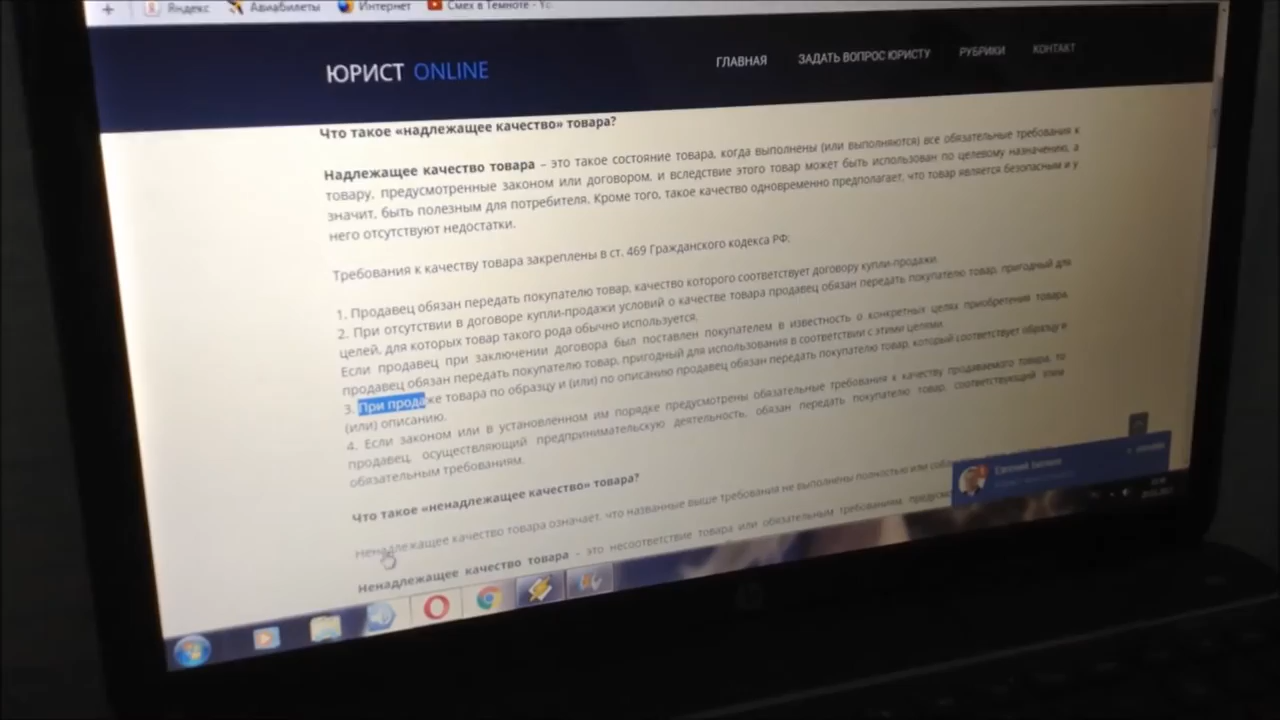 Яндекс Авиабилеты Интернет Смех в Темноте - Yo
ЮРИСТ ONLINE ГЛАВНАЯ ЗАДАТЬ ВОПРОС ЮРИСТУ РУБРИКИ КОНТАКТ
Что такое «надлежащее качество» товара?
Надлежащее качество товара – это такое состояние товара, когда выполнены (или выполняются) все обязательные требования к
товару, предусмотренные законом или договором, и вследствие этого товар может быть использован по целевому назначению, а
значит, быть полезным для потребителя. Кроме того, такое качество одновременно предполагает, что товар является безопасным и у
него отсутствуют недостатки.
Требования к качеству товара закреплены в ст. 469 Гражданского кодекса РФ:
1. Продавец обязан передать покупателю товар, качество которого соответствует договору купли-продажи.
2. При отсутствии в договоре купли-продажи условий о качестве товара продавец обязан передать покупателю товар, пригодный для
целей, для которых товар такого рода обычно используется.
Если продавец при заключении договора был поставлен покупателем в известность о конкретных целях приобретения товара,
продавец обязан передать покупателю товар, пригодный для использования в соответствии с этими целями.
3. При продаже товара по образцу и (или) по описанию продавец обязан передать покупателю товар, который соответствует образцу и
(или) описанию.
4. Если законом или в установленном им порядке предусмотрены обязательные требования к качеству продаваемого товара, то
продавец, осуществляющий предпринимательскую деятельность, обязан передать покупателю товар, соответствующий этим
обязательным требованиям.
Что такое «ненадлежащее качество» товара?
Ненадлежащее качество товара означает, что названные выше требования не выполнены полностью или
Ненадлежащее качество товара – это несоответствие товара или обязательным требованиям,
Евгений